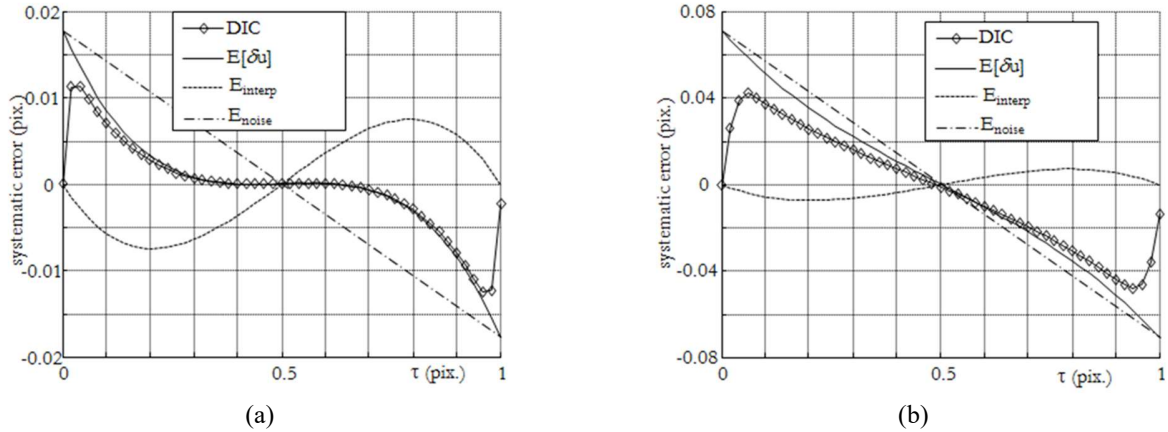 0.02
0.01
0
-0.01
-0.02
systematic error (pix.)
DIC
E[δu]
E_interp
E_noise
0
0.5
τ (pix.)
1
(a)
0.08
0.04
0
-0.04
-0.08
systematic error (pix.)
DIC
E[δu]
E_interp
E_noise
0
0.5
τ (pix.)
1
(b)